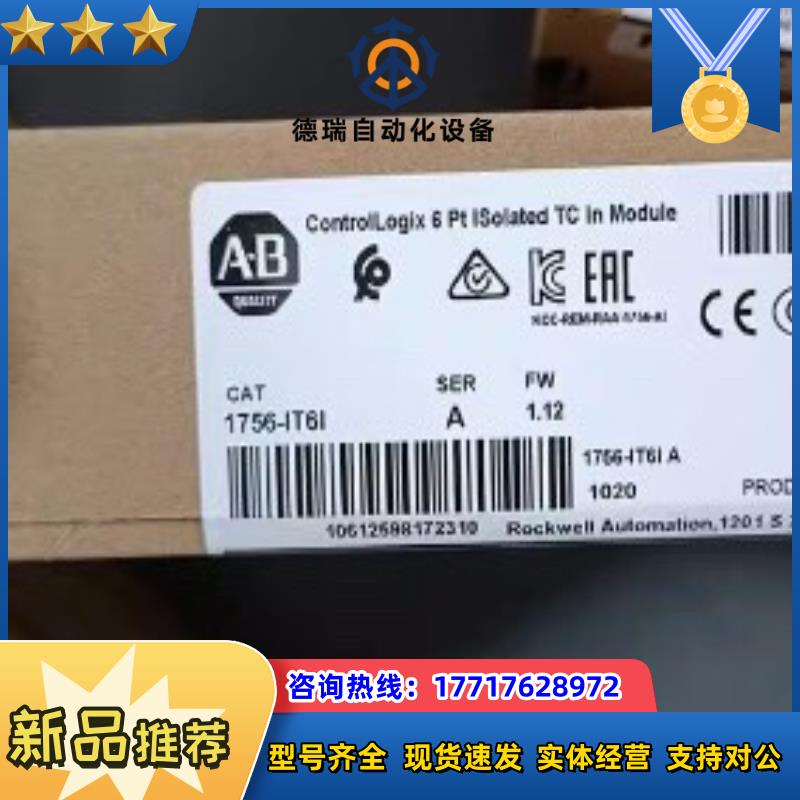 德瑞自动化设备
ControlLogix 6 Pt ISolated TC In Module
A-B
QUALITY
EAC
CE
CAT
SER
FW
1756-IT6I
A
1.12
1756-IT6I A
1020
PROD
10612598172310
Rockwell Automation, 1201 S
咨询热线：17717628972
新品推荐
型号齐全 现货速发 实体经营 支持对公